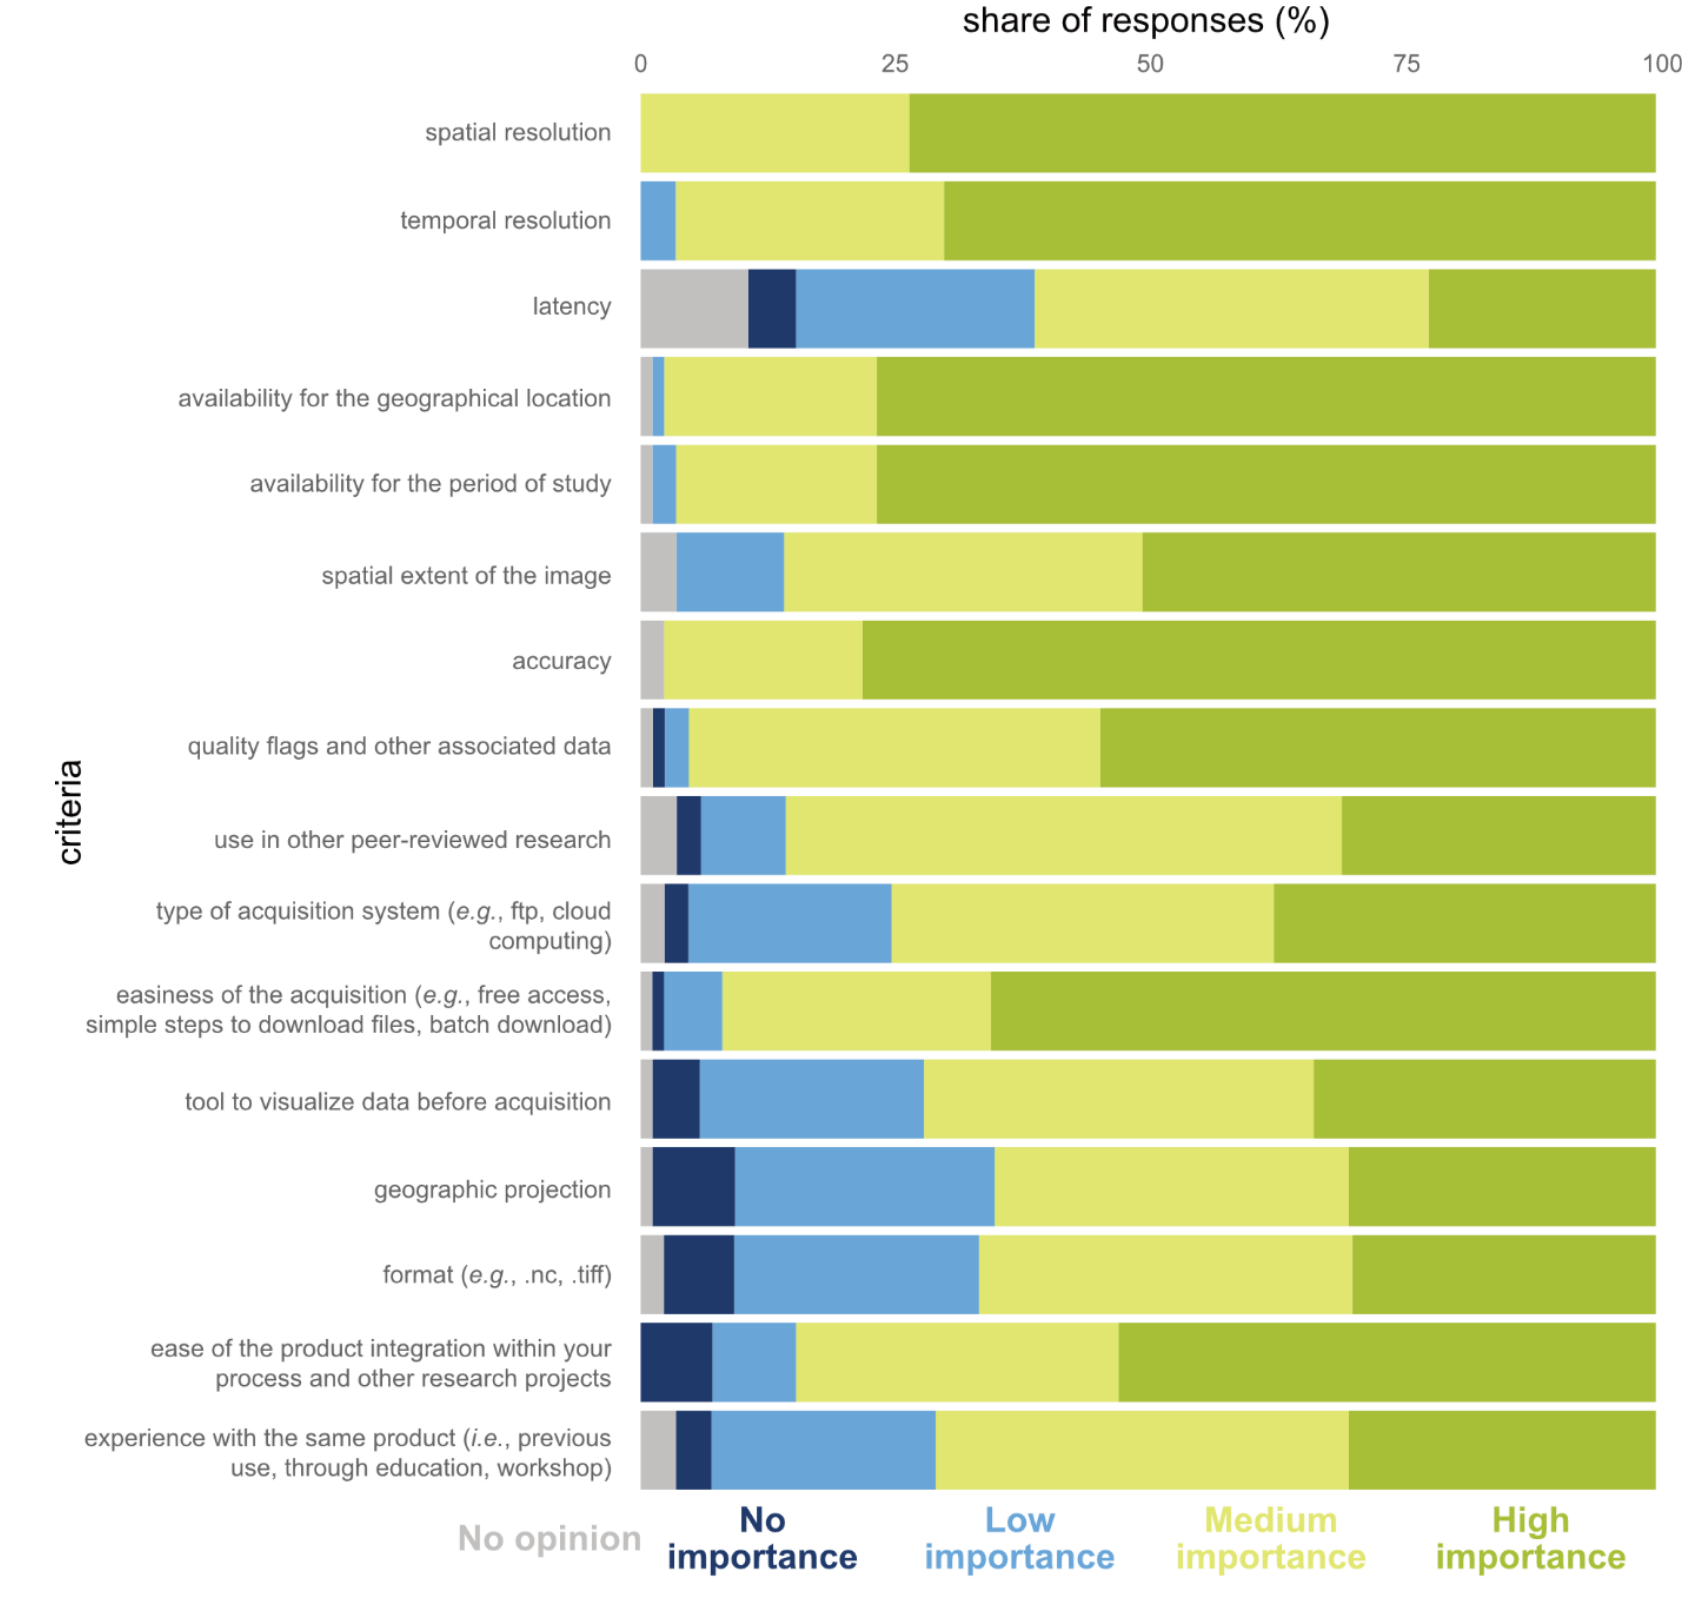 share of responses (%)
0 25 50 75 100
spatial resolution
temporal resolution
latency
availability for the geographical location
availability for the period of study
spatial extent of the image
accuracy
quality flags and other associated data
criteria
use in other peer-reviewed research
type of acquisition system (e.g., ftp, cloud
computing)
easiness of the acquisition (e.g., free access,
simple steps to download files, batch download)
tool to visualize data before acquisition
geographic projection
format (e.g., .nc, .tiff)
ease of the product integration within your
process and other research projects
experience with the same product (i.e., previous
use, through education, workshop)
No opinion
No
importance
Low
importance
Medium
importance
High
importance